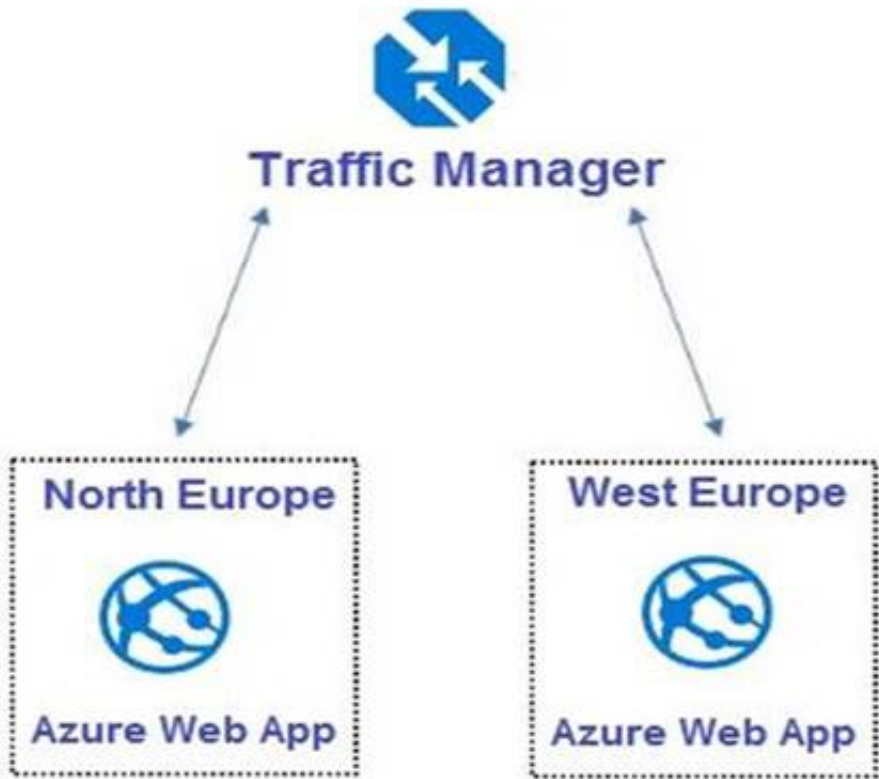 Traffic Manager
North Europe
West Europe
Azure Web App
Azure Web App